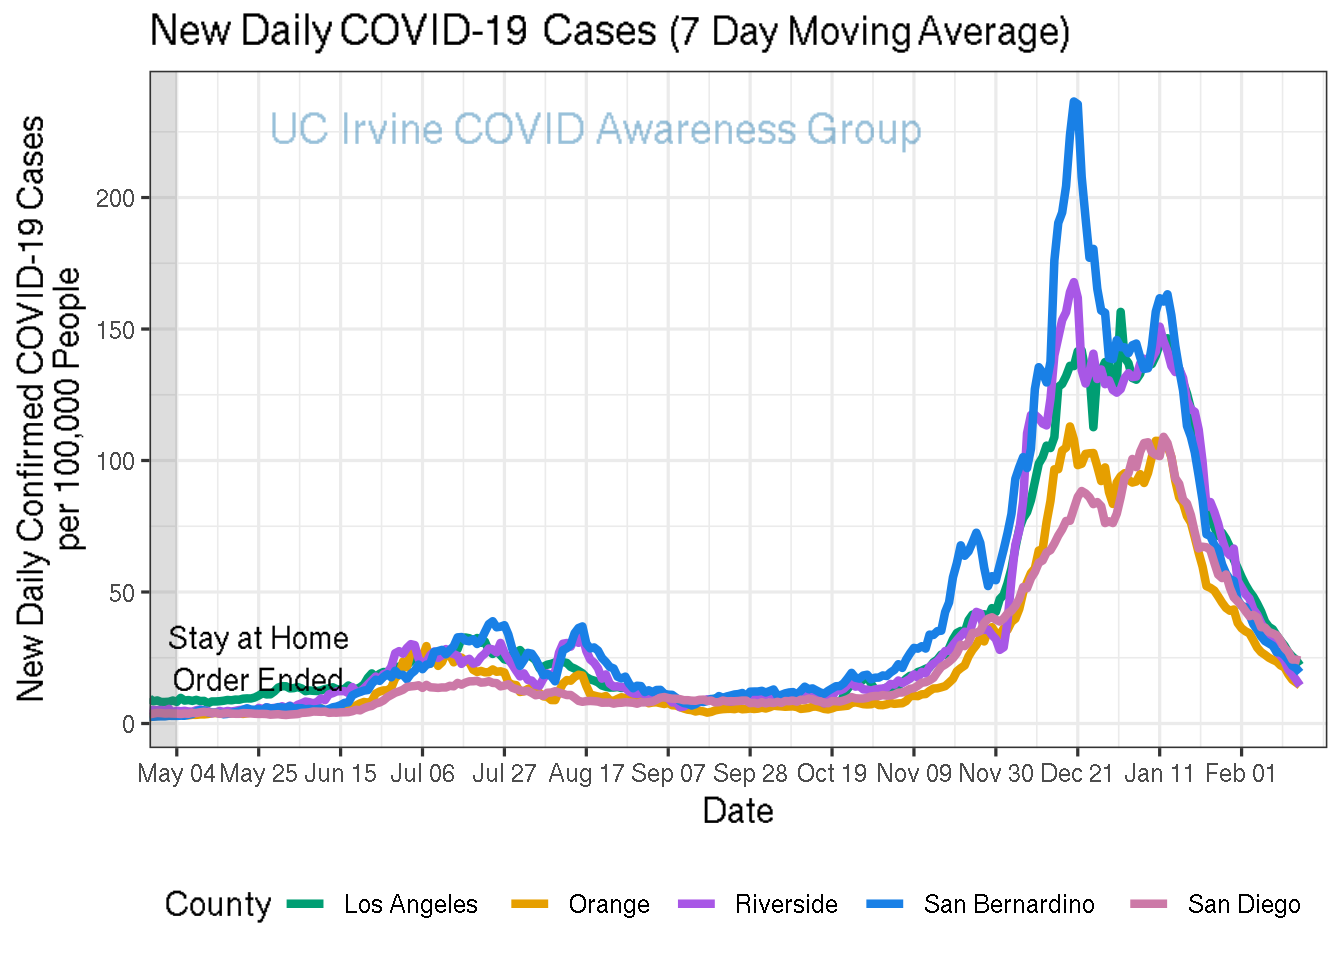 New Daily COVID-19 Cases (7 Day Moving Average)
UC Irvine COVID Awareness Group
New Daily Confirmed COVID-19 Cases
per 100,000 People
200
150
100
50
0
Stay at Home
Order Ended
May 04 May 25 Jun 15 Jul 06 Jul 27 Aug 17 Sep 07 Sep 28 Oct 19 Nov 09 Nov 30 Dec 21 Jan 11 Feb 01
Date
County Los Angeles Orange Riverside San Bernardino San Diego